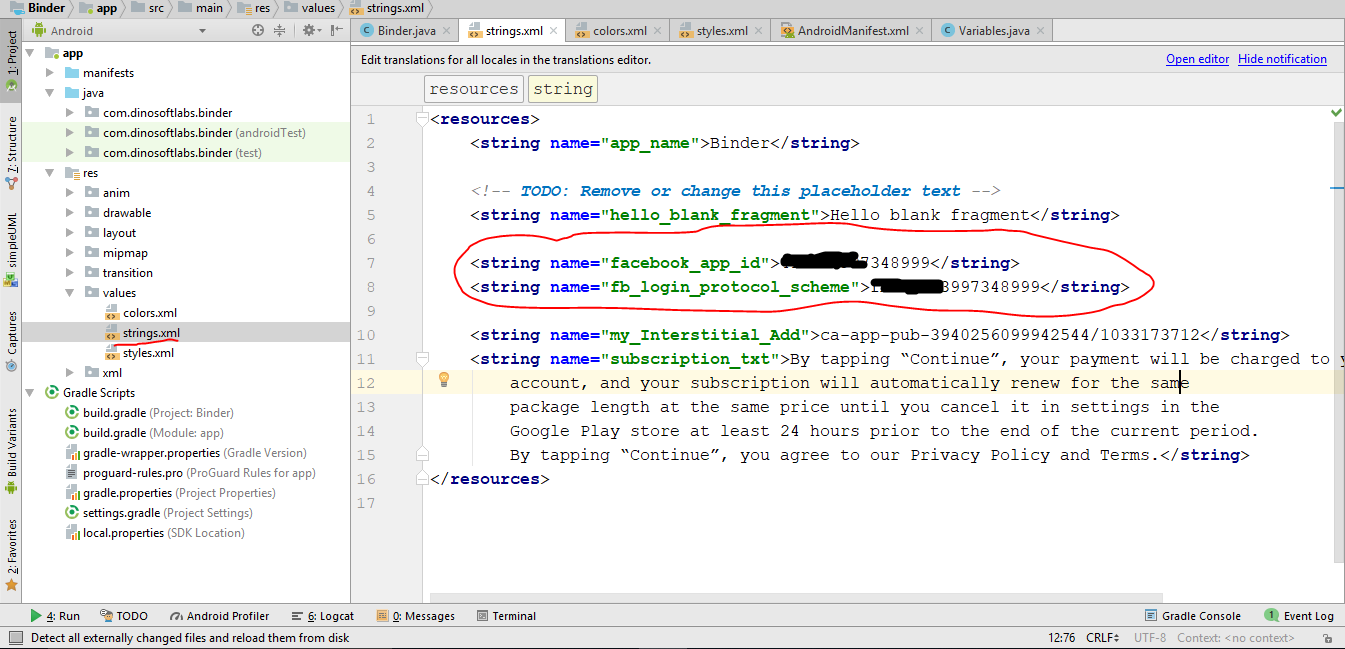 Binder app src main res values strings.xml
Android
Binder.java strings.xml colors.xml styles.xml AndroidManifest.xml Variables.java
1: Project
7: Structure
simpleUML
Captures
Build Variants
2: Favorites
app
manifests
java
com.dinosoftlabs.binder
com.dinosoftlabs.binder (androidTest)
com.dinosoftlabs.binder (test)
res
anim
drawable
layout
mipmap
transition
values
colors.xml
strings.xml
styles.xml
xml
Gradle Scripts
build.gradle (Project: Binder)
build.gradle (Module: app)
gradle-wrapper.properties (Gradle Version)
proguard-rules.pro (ProGuard Rules for app)
gradle.properties (Project Properties)
settings.gradle (Project Settings)
local.properties (SDK Location)
Edit translations for all locales in the translations editor. Open editor Hide notification
resources string
1 <resources>
2 <string name="app_name">Binder</string>
3
4 <!-- TODO: Remove or change this placeholder text -->
5 <string name="hello_blank_fragment">Hello blank fragment</string>
6
7 <string name="facebook_app_id">7348999</string>
8 <string name="fb_login_protocol_scheme">3997348999</string>
9
10 <string name="my_Interstitial_Add">ca-app-pub-3940256099942544/1033173712</string>
11 <string name="subscription_txt">By tapping “Continue”, your payment will be charged to
12 account, and your subscription will automatically renew for the same
13 package length at the same price until you cancel it in settings in the
14 Google Play store at least 24 hours prior to the end of the current period.
15 By tapping “Continue”, you agree to our Privacy Policy and Terms.</string>
16 </resources>
17
4: Run TODO Android Profiler 6: Logcat 0: Messages Terminal Gradle Console 1 Event Log
Detect all externally changed files and reload them from disk 12:76 CRLF UTF-8 Context: <no context>